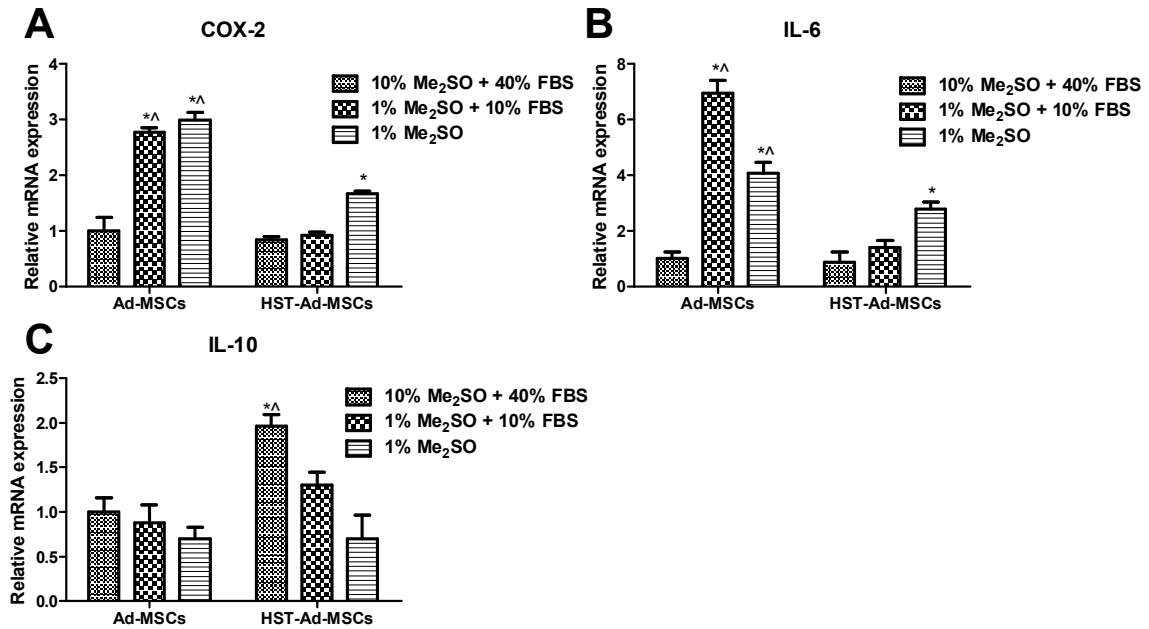 A
COX-2
Relative mRNA expression
4
3
2
1
0
*^
*^
*
Ad-MSCs
HST-Ad-MSCs
10% Me₂SO + 40% FBS
1% Me₂SO + 10% FBS
1% Me₂SO
B
IL-6
Relative mRNA expression
8
6
4
2
0
*^
*^
*
Ad-MSCs
HST-Ad-MSCs
10% Me₂SO + 40% FBS
1% Me₂SO + 10% FBS
1% Me₂SO
C
IL-10
Relative mRNA expression
2.5
2.0
1.5
1.0
0.5
0.0
*^
Ad-MSCs
HST-Ad-MSCs
10% Me₂SO + 40% FBS
1% Me₂SO + 10% FBS
1% Me₂SO